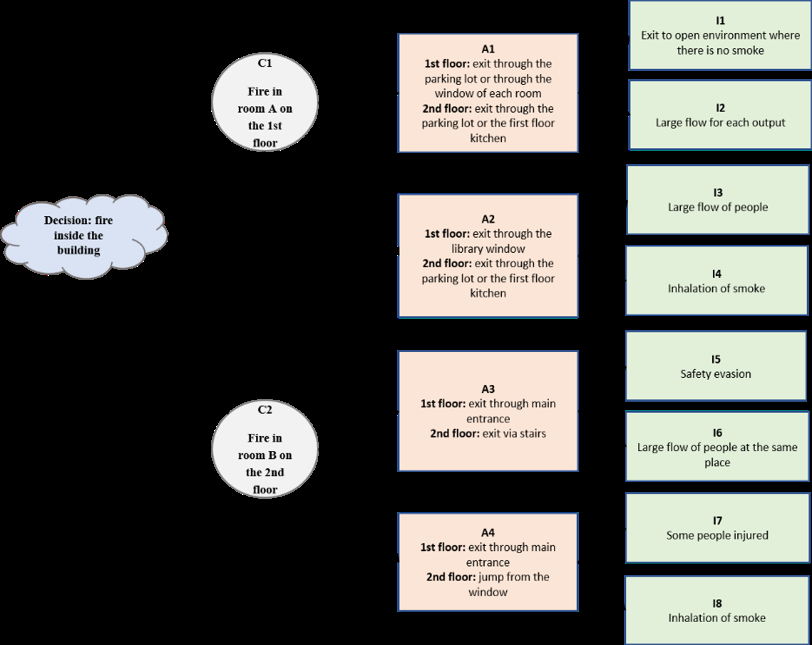 Decision: fire
inside the
building
C1
Fire in
room A on
the 1st
floor
C2
Fire in
room B on
the 2nd
floor
A1
1st floor: exit through the
parking lot or through the
window of each room
2nd floor: exit through the
parking lot or the first floor
kitchen
A2
1st floor: exit through the
library window
2nd floor: exit through the
parking lot or the first floor
kitchen
A3
1st floor: exit through main
entrance
2nd floor: exit via stairs
A4
1st floor: exit through main
entrance
2nd floor: jump from the
window
I1
Exit to open environment where
there is no smoke
I2
Large flow for each output
I3
Large flow of people
I4
Inhalation of smoke
I5
Safety evasion
I6
Large flow of people at the same
place
I7
Some people injured
I8
Inhalation of smoke